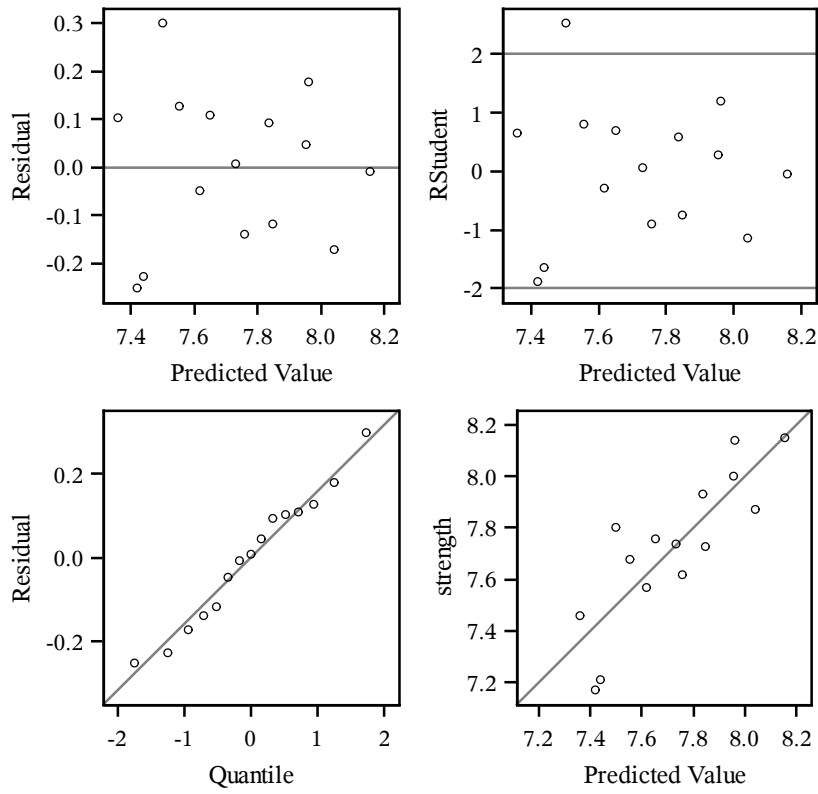 0.3
0.2
0.1
0.0
-0.1
-0.2
Residual
7.4 7.6 7.8 8.0 8.2
Predicted Value
2
1
0
-1
-2
RStudent
7.4 7.6 7.8 8.0 8.2
Predicted Value
0.2
0.0
-0.2
Residual
-2 -1 0 1 2
Quantile
8.2
8.0
7.8
7.6
7.4
7.2
strength
7.2 7.4 7.6 7.8 8.0 8.2
Predicted Value